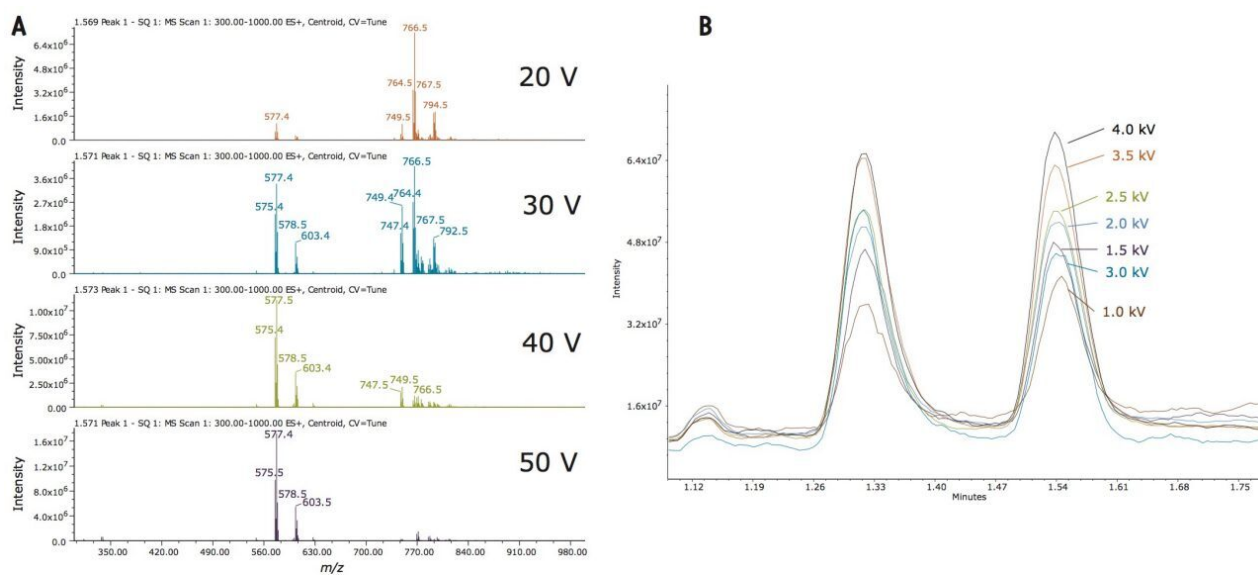 A
1.569 Peak 1 - SQ 1: MS Scan 1: 300.00-1000.00 ES+, Centroid, CV=Tune
766.5
6.4x10⁶
4.8x10⁶
3.2x10⁶
1.6x10⁶
0.0
Intensity
764.5 767.5
577.4
749.5
794.5
20 V
1.571 Peak 1 - SQ 1: MS Scan 1: 300.00-1000.00 ES+, Centroid, CV=Tune
766.5
3.6x10⁶
2.7x10⁶
1.8x10⁶
9.0x10⁵
0.0
Intensity
577.4
575.4
578.5
603.4
749.4 764.4
747.4
767.5
792.5
30 V
1.573 Peak 1 - SQ 1: MS Scan 1: 300.00-1000.00 ES+, Centroid, CV=Tune
577.5
1.00x10⁷
7.50x10⁶
5.00x10⁶
2.50x10⁶
0.00
Intensity
575.4
578.5
603.4
747.5 749.5
766.5
40 V
1.571 Peak 1 - SQ 1: MS Scan 1: 300.00-1000.00 ES+, Centroid, CV=Tune
577.4
1.6x10⁷
1.2x10⁷
8.0x10⁶
4.0x10⁶
0.0
Intensity
575.5
578.5
603.5
50 V
350.00 420.00 490.00 560.00 630.00 700.00 770.00 840.00 910.00 980.00
m/z
B
6.4x10⁷
4.8x10⁷
3.2x10⁷
1.6x10⁷
Intensity
4.0 kV
3.5 kV
2.5 kV
2.0 kV
1.5 kV
3.0 kV
1.0 kV
1.12 1.19 1.26 1.33 1.40 1.47 1.54 1.61 1.68 1.75
Minutes